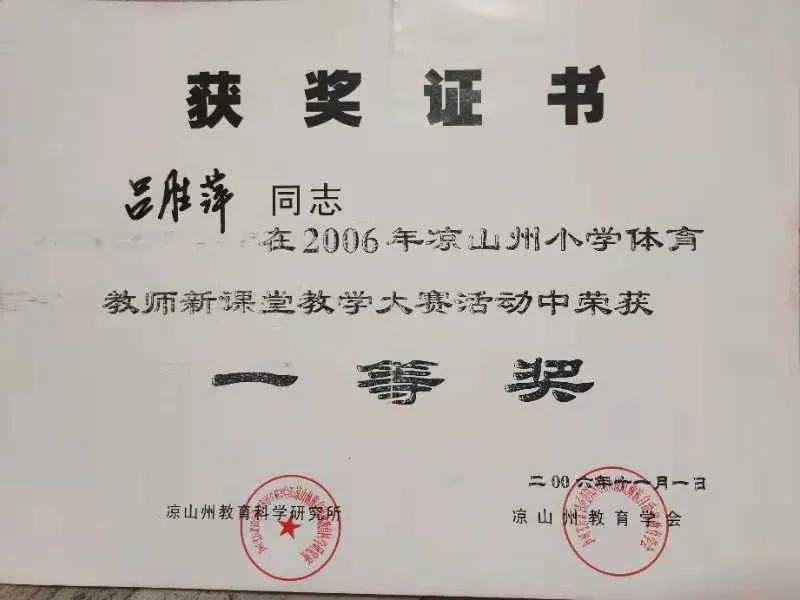 获奖证书
吕胜萍 同志
在2006年凉山州小学体育
教师新课堂教学大赛活动中荣获
一等奖
二00六年十一月一日
凉山州教育科学研究所
凉山州教育学会